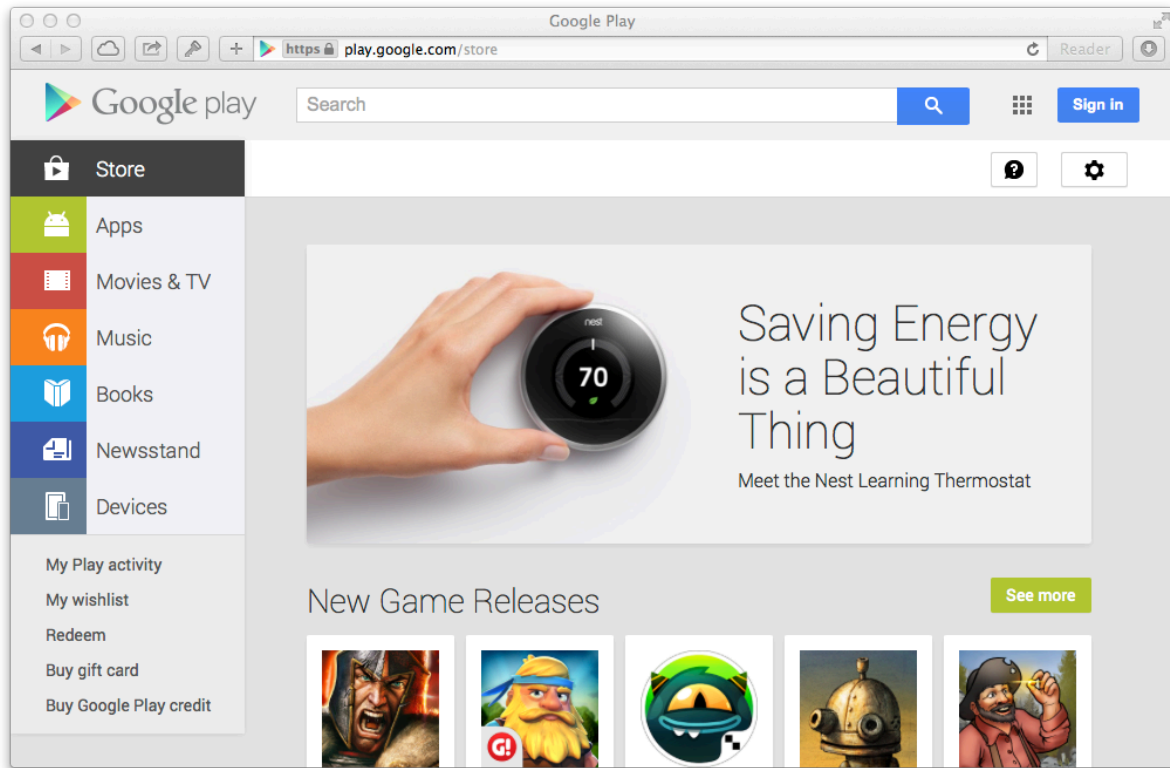 Google Play
https play.google.com/store
Reader
Google play
Search
Sign in
Store
Apps
Movies & TV
Music
Books
Newsstand
Devices
My Play activity
My wishlist
Redeem
Buy gift card
Buy Google Play credit
nest
70
Saving Energy
is a Beautiful
Thing
Meet the Nest Learning Thermostat
New Game Releases
See more
G!